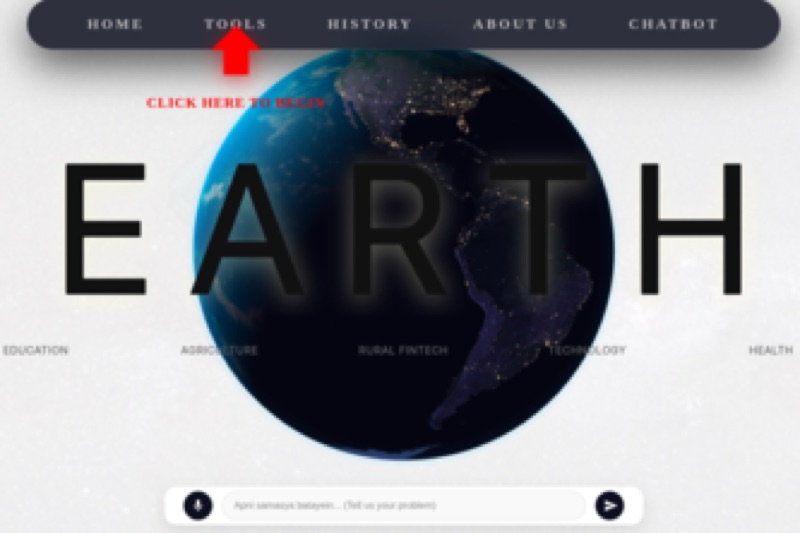 HOME TOOLS HISTORY ABOUT US CHATBOT
CLICK HERE TO BEGIN
EARTH
EDUCATION AGRICULTURE RURAL FINTECH TECHNOLOGY HEALTH
Apni samasya batayein... (Tell us your problem)